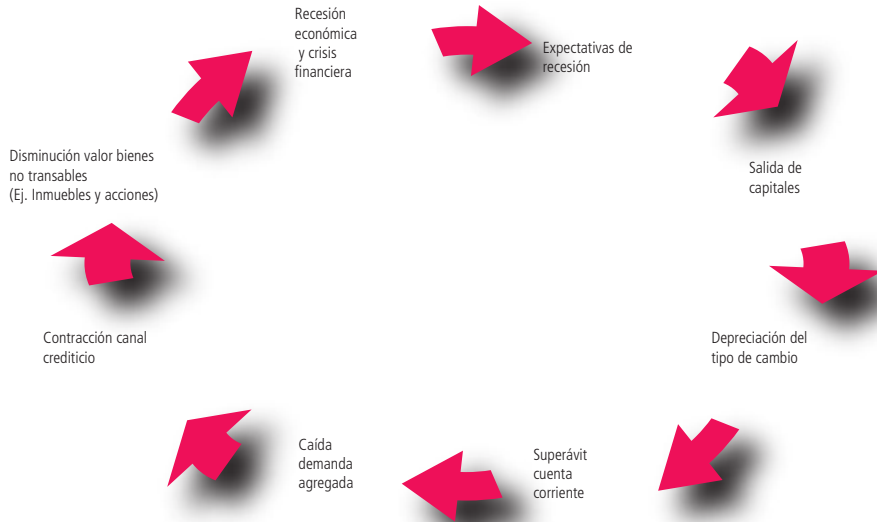 Recesión
económica
y crisis
financiera
Expectativas de
recesión
Salida de
capitales
Depreciación del
tipo de cambio
Superávit
cuenta
corriente
Caída
demanda
agregada
Contracción canal
crediticio
Disminución valor bienes
no transables
(Ej. Inmuebles y acciones)